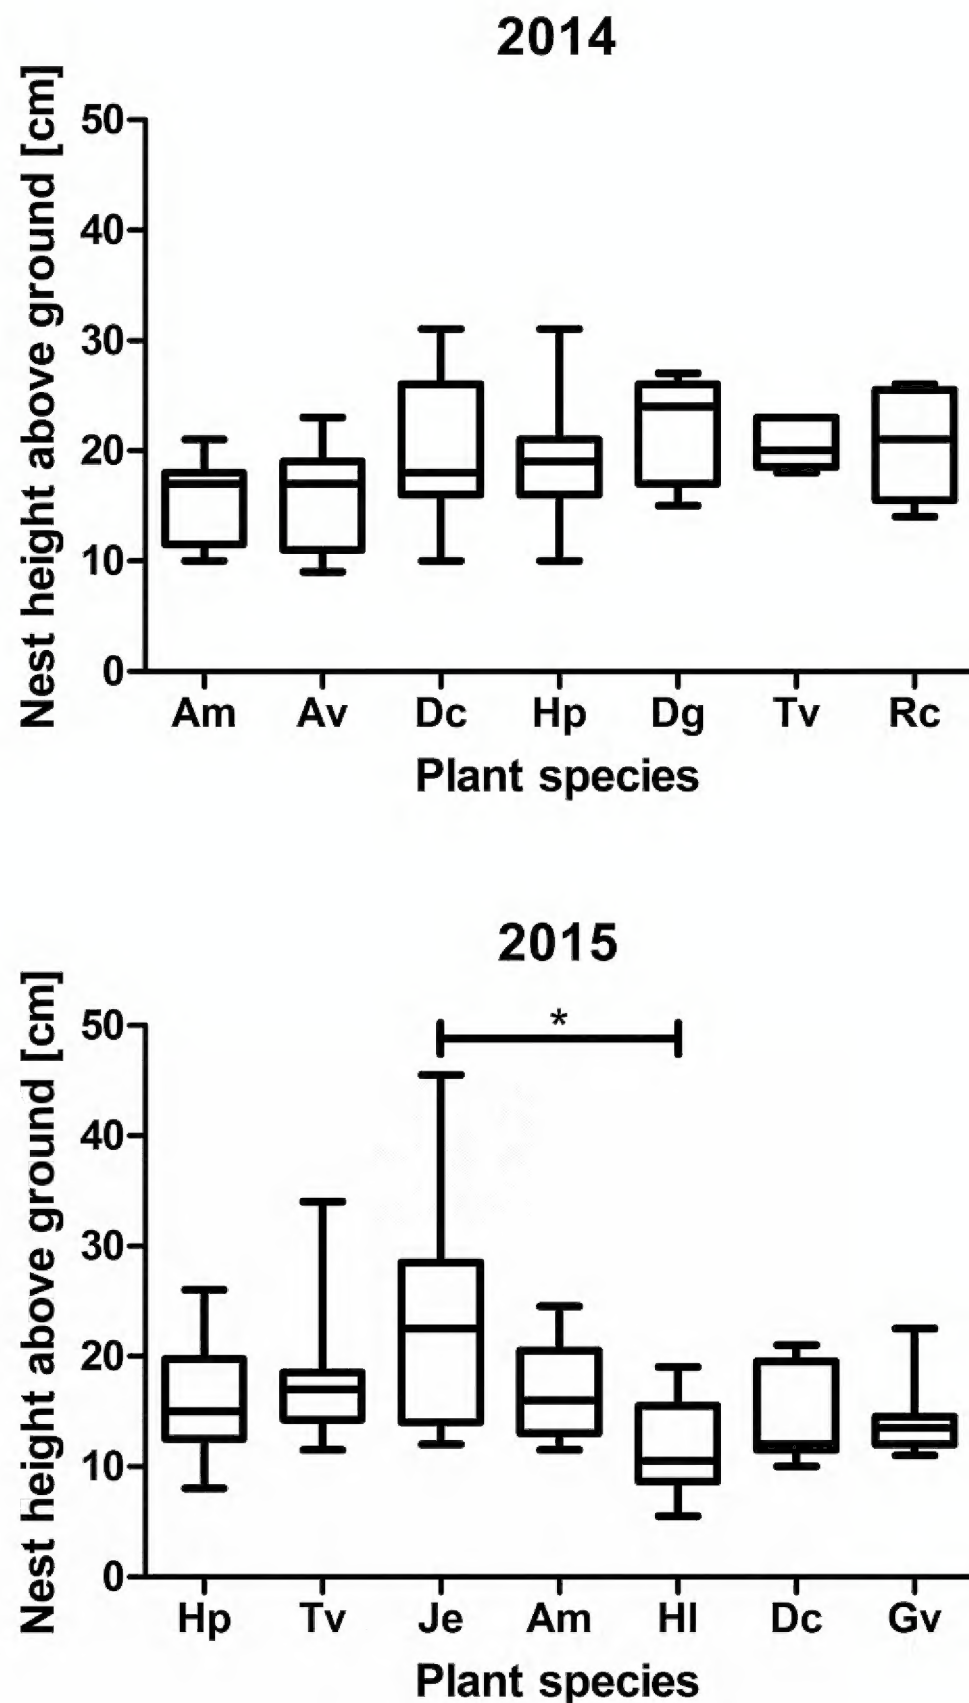 2014
Nest height above ground [cm]
50
40
30
20
10
0
Am Av Dc Hp Dg Tv Rc
Plant species
2015
Nest height above ground [cm]
*
50
40
30
20
10
0
Hp Tv Je Am Hl Dc Gv
Plant species